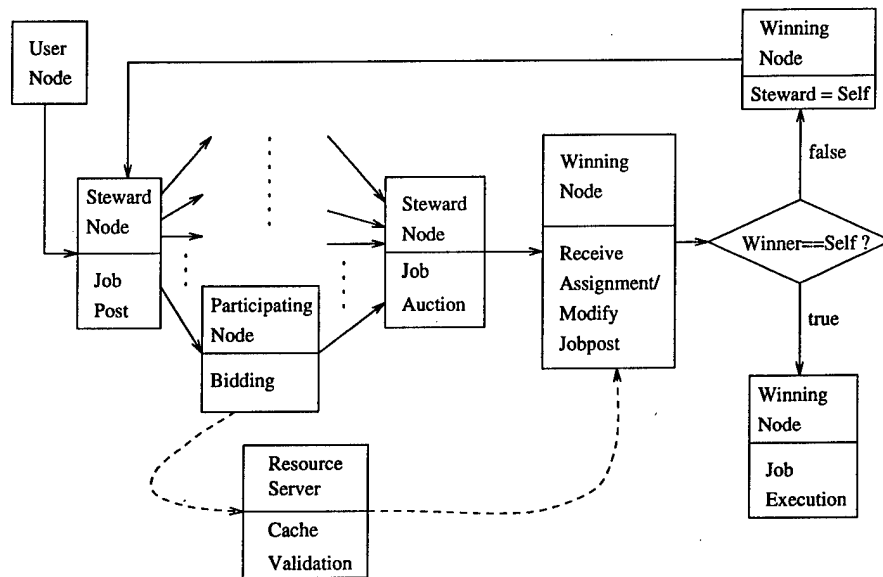 User
Node
Winning
Node
Steward = Self
false
Steward
Node
Job
Post
Participating
Node
Bidding
Steward
Node
Job
Auction
Winning
Node
Receive
Assignment/
Modify
Jobpost
Winner==Self ?
true
Winning
Node
Job
Execution
Resource
Server
Cache
Validation